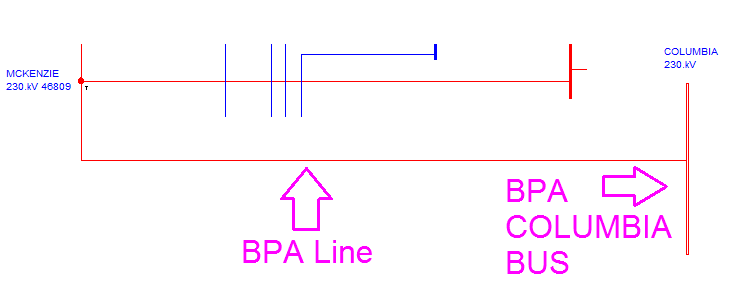 COLUMBIA
230.kV
MCKENZIE
230.kV 46809
T
BPA Line
BPA
COLUMBIA
BUS